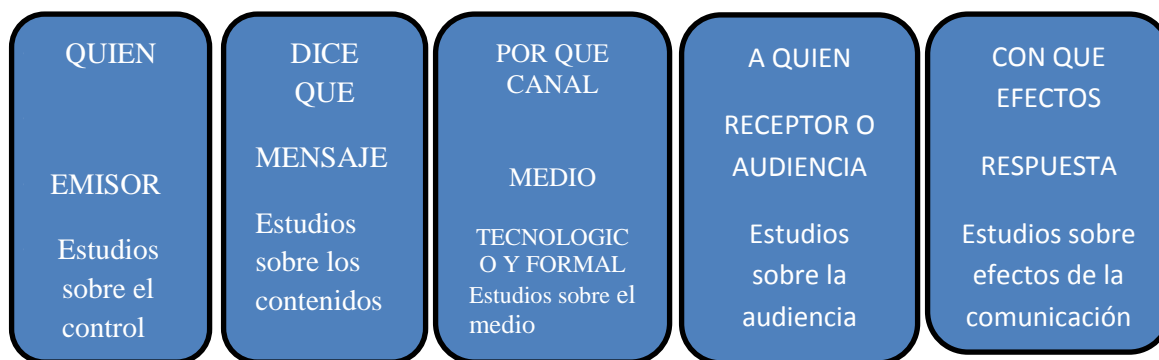 QUIEN
EMISOR
Estudios
sobre el
control
DICE
QUE
MENSAJE
Estudios
sobre los
contenidos
POR QUE
CANAL
MEDIO
TECNOLOGIC
O Y FORMAL
Estudios sobre el
medio
A QUIEN
RECEPTOR O
AUDIENCIA
Estudios
sobre la
audiencia
CON QUE
EFECTOS
RESPUESTA
Estudios sobre
efectos de la
comunicación